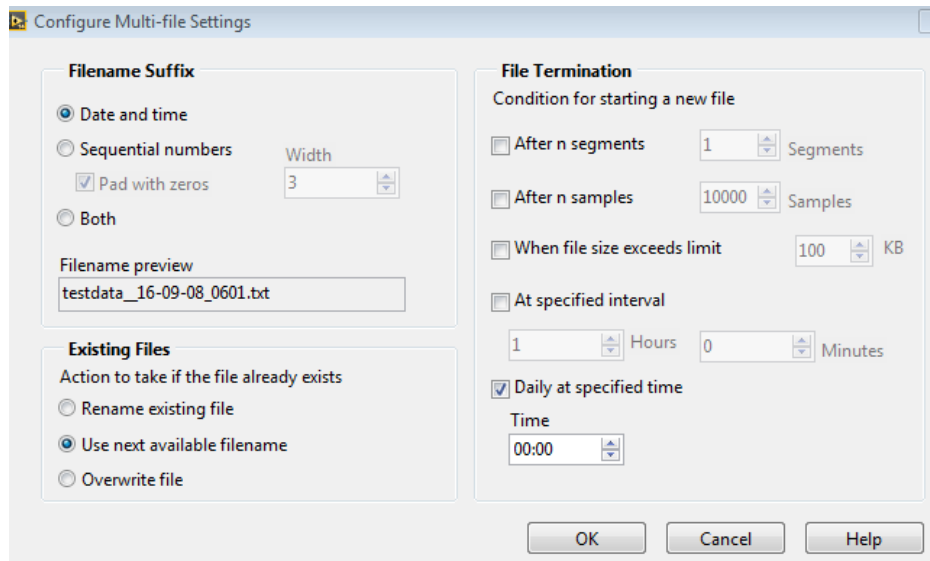 Configure Multi-file Settings
Filename Suffix
Date and time
Sequential numbers
Width
Pad with zeros
3
Both
Filename preview
testdata__16-09-08_0601.txt
Existing Files
Action to take if the file already exists
Rename existing file
Use next available filename
Overwrite file
File Termination
Condition for starting a new file
After n segments 1 Segments
After n samples 10000 Samples
When file size exceeds limit 100 KB
At specified interval
1 Hours 0 Minutes
Daily at specified time
Time
00:00
OK Cancel Help